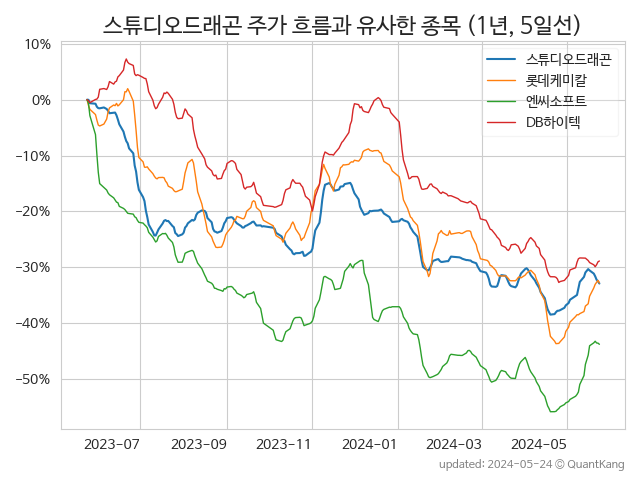 스튜디오드래곤 주가 흐름과 유사한 종목 (1년, 5일선)
10%
0%
−10%
−20%
−30%
−40%
−50%
스튜디오드래곤
롯데케미칼
엔씨소프트
DB하이텍
2023-07 2023-09 2023-11 2024-01 2024-03 2024-05
updated: 2024-05-24 © QuantKang